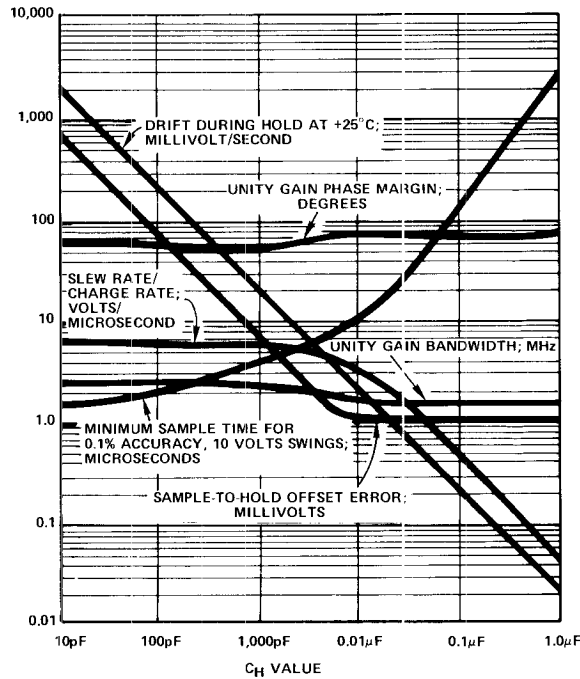 10,000
1,000
100
10
1.0
0.1
0.01
DRIFT DURING HOLD AT +25°C;
MILLIVOLT/SECOND
UNITY GAIN PHASE MARGIN;
DEGREES
SLEW RATE/
CHARGE RATE;
VOLTS/
MICROSECOND
UNITY GAIN BANDWIDTH; MHz
MINIMUM SAMPLE TIME FOR
0.1% ACCURACY, 10 VOLTS SWINGS;
MICROSECONDS
SAMPLE-TO-HOLD OFFSET ERROR;
MILLIVOLTS
10pF
100pF
1,000pF
0.01µF
0.1µF
1.0µF
CH VALUE